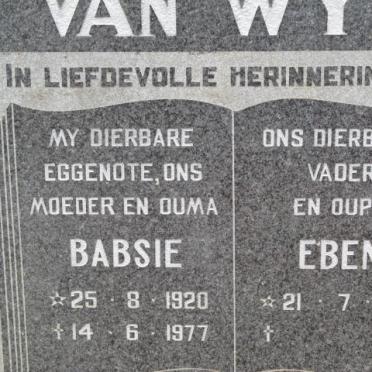 VAN WY
IN LIEFDEVOLLE HERINNERIN
MY DIERBARE
EGGENOTE, ONS
MOEDER EN OUMA
BABSIE
☆ 25 · 8 · 1920
† 14 · 6 · 1977
ONS DIERB
VADER
EN OUP
EBEN
☆ 21 · 7 ·
†